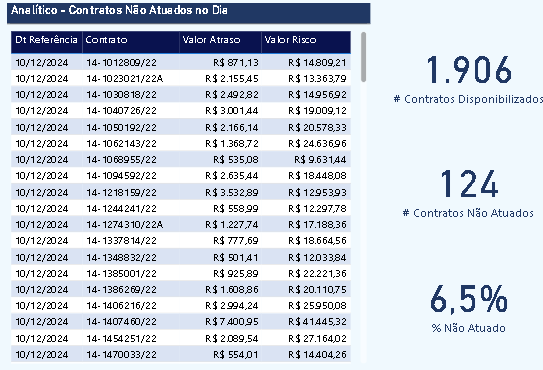 Analítico - Contratos Não Atuados no Dia
Dt Referência Contrato Valor Atraso Valor Risco
10/12/2024 14-1012809/22 R$ 871,13 R$ 14.809,21
10/12/2024 14-1023021/22A R$ 2.155,45 R$ 13.363,79
10/12/2024 14-1030818/22 R$ 2.492,82 R$ 14.956,92
10/12/2024 14-1040726/22 R$ 3.001,44 R$ 19.009,12
10/12/2024 14-1050192/22 R$ 2.166,14 R$ 20.578,33
10/12/2024 14-1062143/22 R$ 1.368,72 R$ 24.636,96
10/12/2024 14-1068955/22 R$ 535,08 R$ 9.631,44
10/12/2024 14-1094592/22 R$ 2.635,44 R$ 18.448,08
10/12/2024 14-1218159/22 R$ 3.532,89 R$ 12.953,93
10/12/2024 14-1244241/22 R$ 558,99 R$ 12.297,78
10/12/2024 14-1274310/22A R$ 1.227,74 R$ 17.188,36
10/12/2024 14-1337814/22 R$ 777,69 R$ 18.664,56
10/12/2024 14-1348832/22 R$ 501,41 R$ 12.033,84
10/12/2024 14-1385001/22 R$ 925,89 R$ 22.221,36
10/12/2024 14-1386269/22 R$ 1.608,86 R$ 20.110,75
10/12/2024 14-1406216/22 R$ 2.994,24 R$ 25.950,08
10/12/2024 14-1407460/22 R$ 7.400,95 R$ 41.445,32
10/12/2024 14-1454251/22 R$ 2.089,54 R$ 27.164,02
10/12/2024 14-1470033/22 R$ 554,01 R$ 14.404,26
1.906
# Contratos Disponibilizados
124
# Contratos Não Atuados
6,5%
% Não Atuado